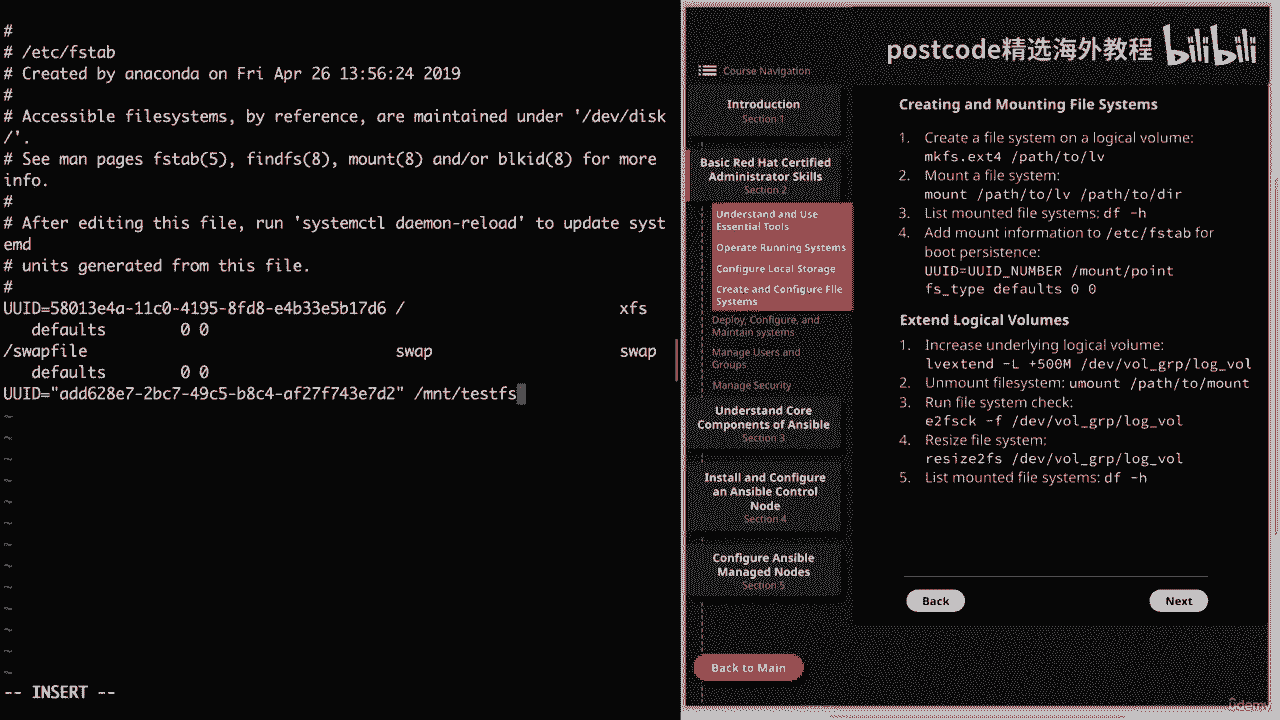 #
# /etc/fstab
# Created by anaconda on Fri Apr 26 13:56:24 2019
#
# Accessible filesystems, by reference, are maintained under '/dev/disk
/'.
# See man pages fstab(5), findfs(8), mount(8) and/or blkid(8) for more
info.
#
# After editing this file, run 'systemctl daemon-reload' to update syst
emd
# units generated from this file.
#
UUID=58013e4a-11c0-4195-8fd8-e4b33e5b17d6 / xfs
defaults 0 0
/swapfile swap swap
defaults 0 0
UUID="add628e7-2bc7-49c5-b8c4-af27f743e7d2" /mnt/testfs
~
~
~
~
~
~
~
~
~
~
~
~
~
-- INSERT --
postcode精选海外教程 bilibili
Course Navigation
Introduction
Section 1
Basic Red Hat Certified
Administrator Skills
Section 2
Understand and Use
Essential Tools
Operate Running Systems
Configure Local Storage
Create and Configure File
Systems
Deploy, Configure, and
Maintain systems
Manage Users and
Groups
Manage Security
Understand Core
Components of Ansible
Section 3
Install and Configure
an Ansible Control
Node
Section 4
Configure Ansible
Managed Nodes
Section 5
Back to Main
Creating and Mounting File Systems
1. Create a file system on a logical volume:
mkfs.ext4 /path/to/lv
2. Mount a file system:
mount /path/to/lv /path/to/dir
3. List mounted file systems: df -h
4. Add mount information to /etc/fstab for
boot persistence:
UUID=UUID_NUMBER /mount/point
fs_type defaults 0 0
Extend Logical Volumes
1. Increase underlying logical volume:
lvextend -L +500M /dev/vol_grp/log_vol
2. Unmount filesystem: umount /path/to/mount
3. Run file system check:
e2fsck -f /dev/vol_grp/log_vol
4. Resize file system:
resize2fs /dev/vol_grp/log_vol
5. List mounted file systems: df -h
Back
Next
ûdemy